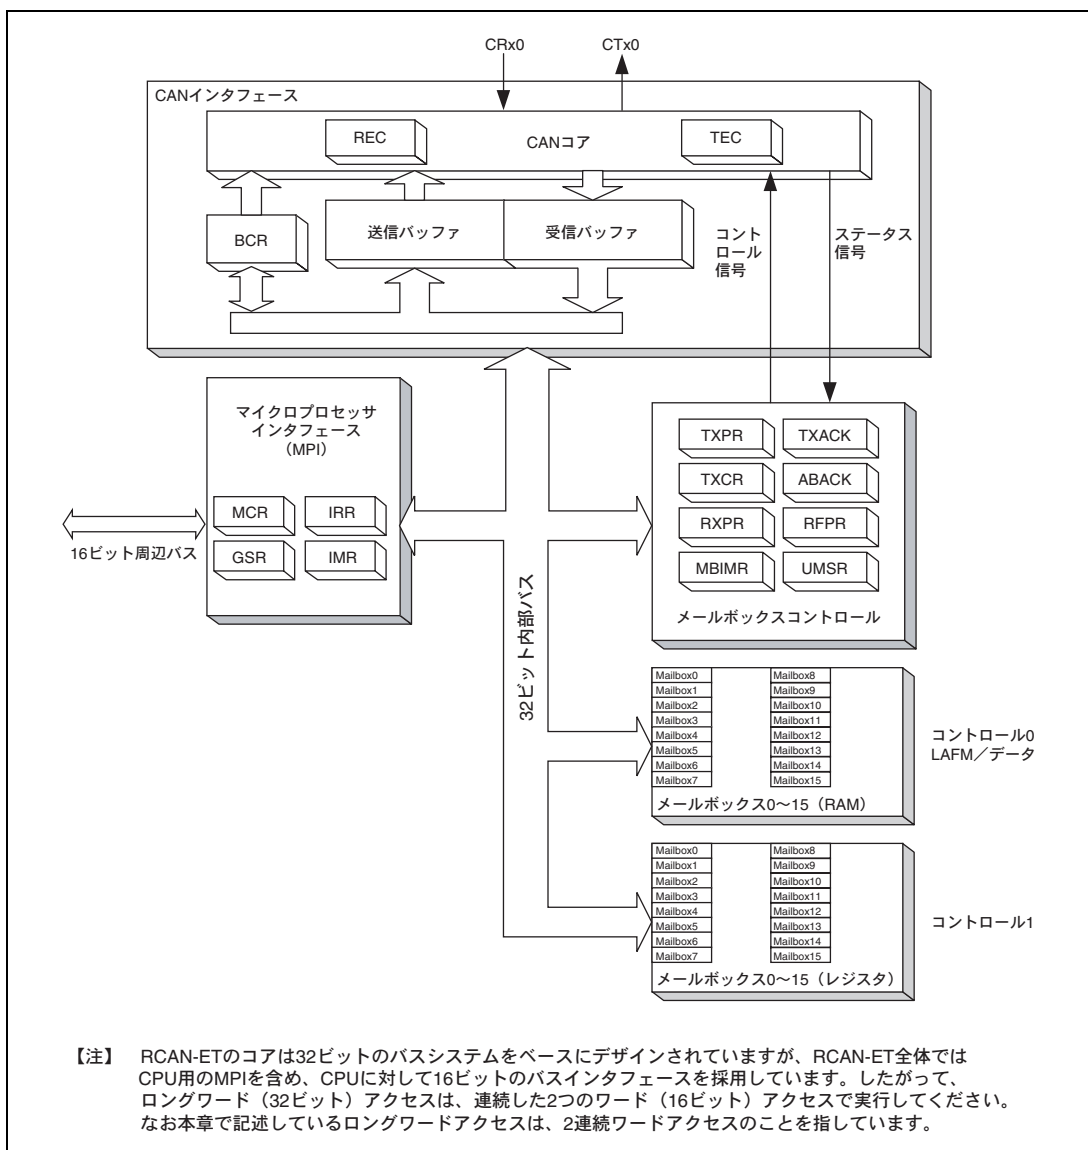 CRx0
CTx0
CANインタフェース
REC
CANコア
TEC
BCR
送信バッファ
受信バッファ
コント
ロール
信号
ステータス
信号
マイクロプロセッサ
インタフェース
（MPI）
MCR
IRR
GSR
IMR
16ビット周辺バス
32ビット内部バス
TXPR
TXACK
TXCR
ABACK
RXPR
RFPR
MBIMR
UMSR
メールボックスコントロール
Mailbox0
Mailbox1
Mailbox2
Mailbox3
Mailbox4
Mailbox5
Mailbox6
Mailbox7
Mailbox8
Mailbox9
Mailbox10
Mailbox11
Mailbox12
Mailbox13
Mailbox14
Mailbox15
メールボックス0～15（RAM）
コントロール0
LAFM／データ
Mailbox0
Mailbox1
Mailbox2
Mailbox3
Mailbox4
Mailbox5
Mailbox6
Mailbox7
Mailbox8
Mailbox9
Mailbox10
Mailbox11
Mailbox12
Mailbox13
Mailbox14
Mailbox15
メールボックス0～15（レジスタ）
コントロール1
【注】 RCAN-ETのコアは32ビットのバスシステムをベースにデザインされていますが、RCAN-ET全体では
CPU用のMPIを含め、CPUに対して16ビットのバスインタフェースを採用しています。したがって、
ロングワード（32ビット）アクセスは、連続した2つのワード（16ビット）アクセスで実行してください。
なお本章で記述しているロングワードアクセスは、2連続ワードアクセスのことを指しています。